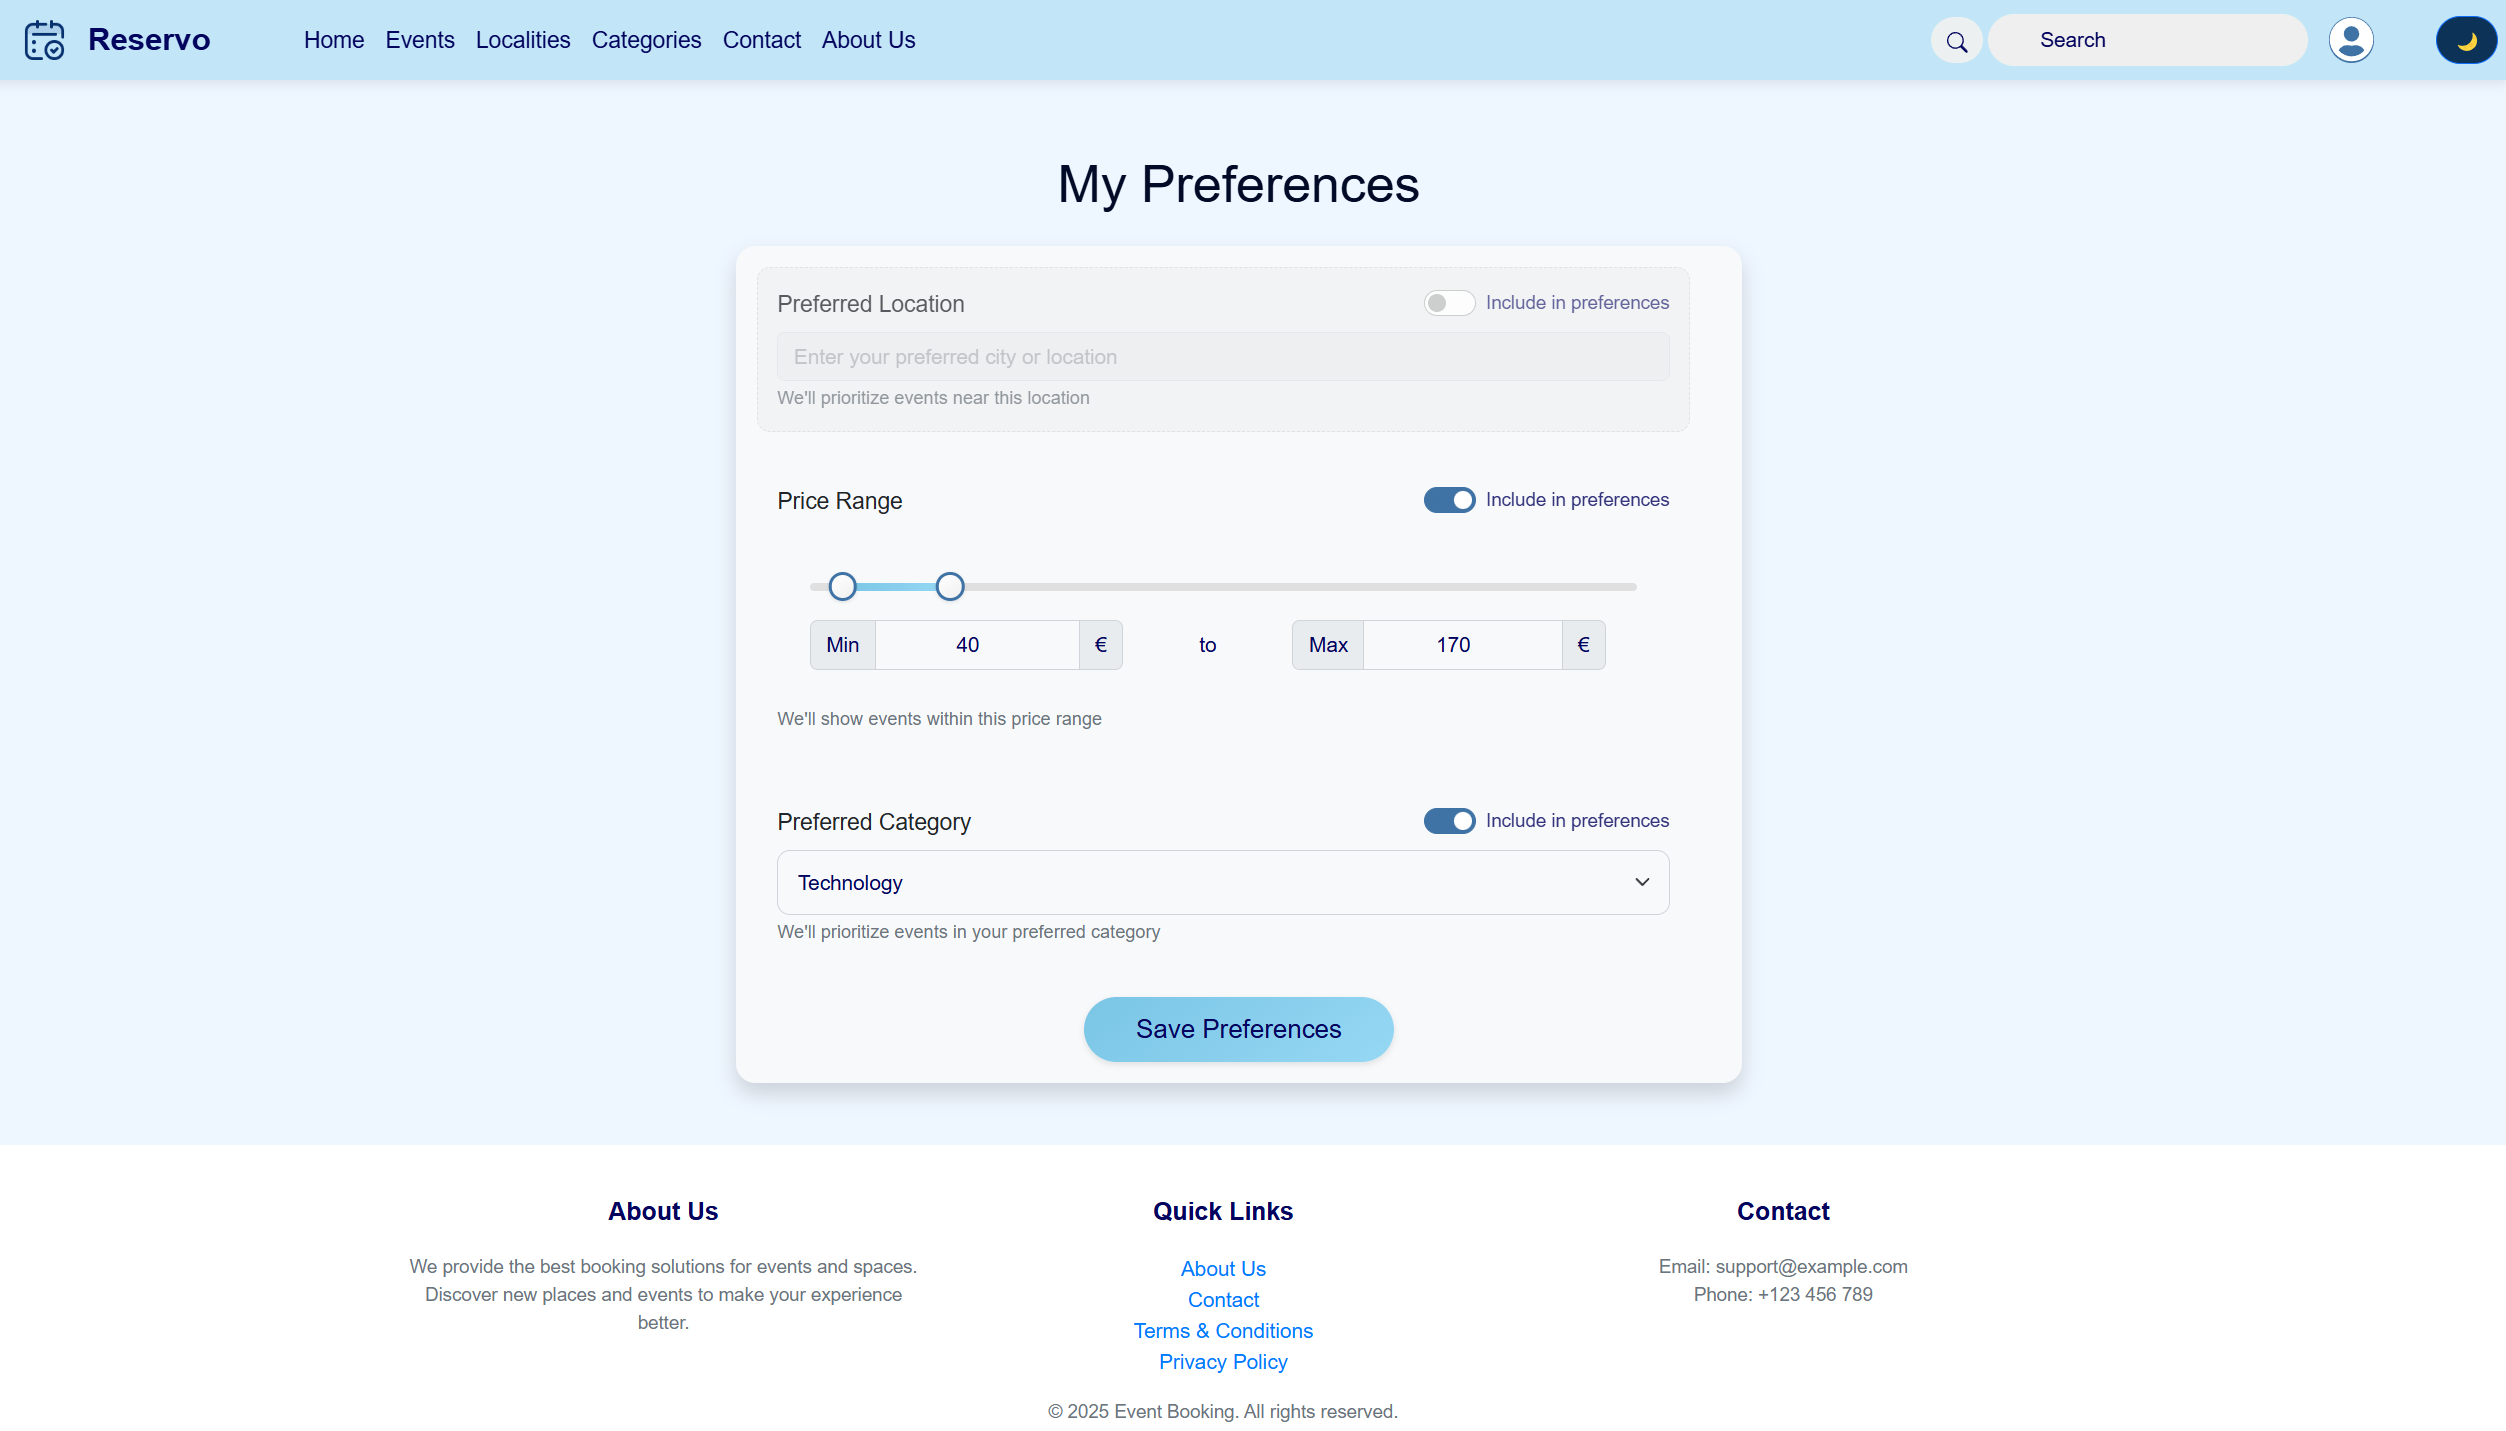 Reservo
Home Events Localities Categories Contact About Us
Search
My Preferences
Preferred Location
Include in preferences
Enter your preferred city or location
We'll prioritize events near this location
Price Range
Include in preferences
Min 40 € to Max 170 €
We'll show events within this price range
Preferred Category
Include in preferences
Technology
We'll prioritize events in your preferred category
Save Preferences
About Us
We provide the best booking solutions for events and spaces.
Discover new places and events to make your experience
better.
Quick Links
About Us
Contact
Terms & Conditions
Privacy Policy
Contact
Email: support@example.com
Phone: +123 456 789
© 2025 Event Booking. All rights reserved.